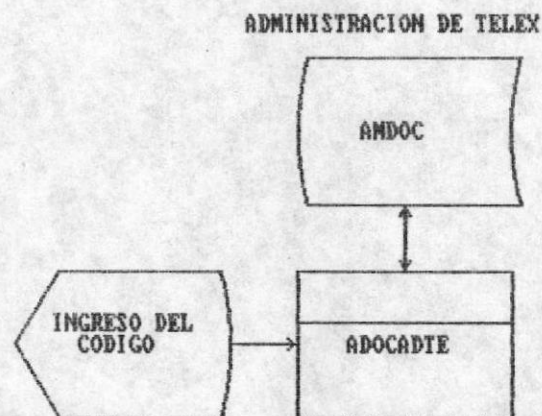 ADMINISTRACION DE TELEX
AMDOC
INGRESO DEL
CODIGO
ADOCADTE